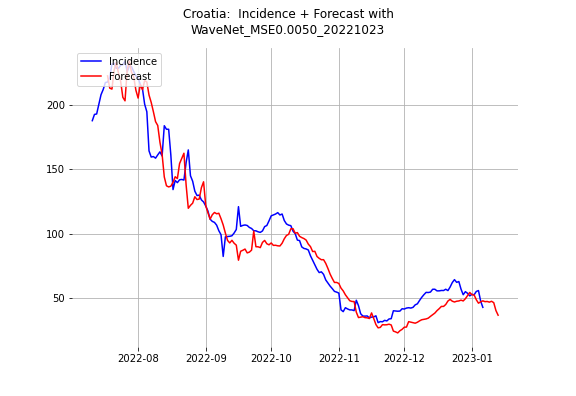 Croatia:  Incidence + Forecast with
WaveNet_MSE0.0050_20221023
Incidence
Forecast
200
150
100
50
2022-08
2022-09
2022-10
2022-11
2022-12
2023-01